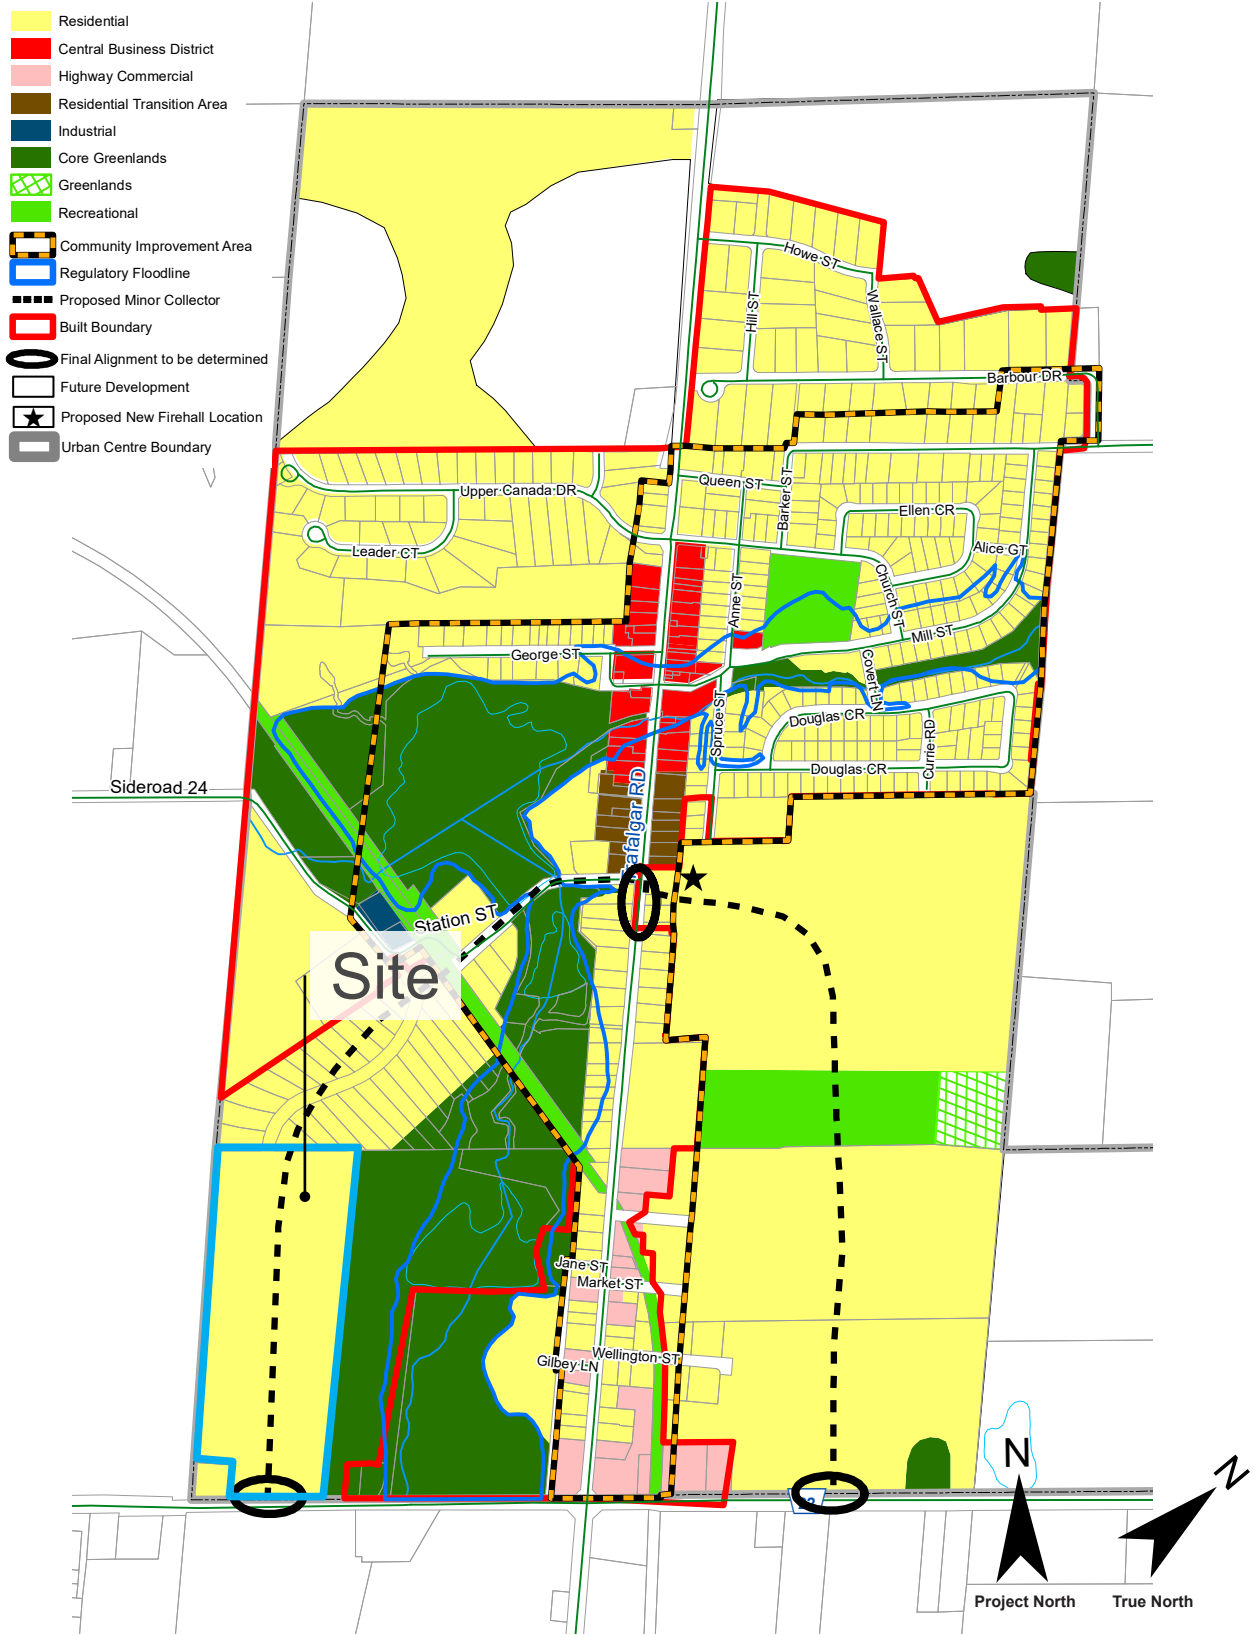 Residential
Central Business District
Highway Commercial
Residential Transition Area
Industrial
Core Greenlands
Greenlands
Recreational
Community Improvement Area
Regulatory Floodline
Proposed Minor Collector
Built Boundary
Final Alignment to be determined
Future Development
Proposed New Firehall Location
Urban Centre Boundary
Howe ST
Hill ST
Wallace ST
Barbour DR
Queen ST
Barker ST
Upper Canada DR
Ellen CR
Leader CT
Alice GT
Church ST
Anne ST
Mill ST
George ST
Covert LN
Spruce ST
Douglas CR
Currie RD
Douglas CR
Sideroad 24
afalgar RD
Station ST
Site
Jane ST
Market ST
Wellington ST
Gilbey LN
N
N
Project North
True North